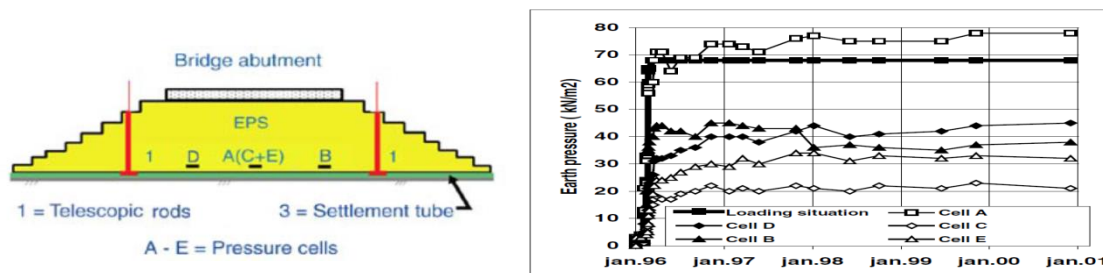 Bridge abutment
EPS
1 D A(C+E) B 1
1 = Telescopic rods 3 = Settlement tube
A - E = Pressure cells
Earth pressure ( kN/m2)
80
70
60
50
40
30
20
10
0
Loading situation Cell A
Cell D Cell C
Cell B Cell E
jan.96 jan.97 jan.98 jan.99 jan.00 jan.01